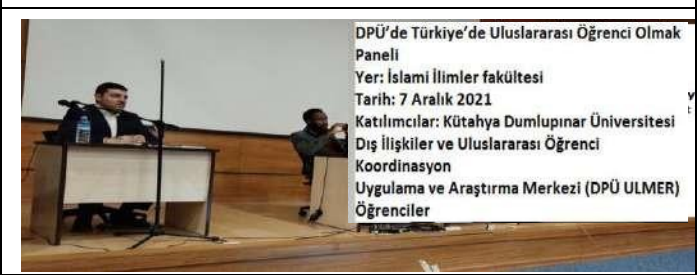 DPÜ'de Türkiye'de Uluslararası Öğrenci Olmak
Paneli
Yer: İslami İlimler fakültesi
Tarih: 7 Aralık 2021
Katılımcılar: Kütahya Dumlupınar Üniversitesi
Dış İlişkiler ve Uluslararası Öğrenci
Koordinasyon
Uygulama ve Araştırma Merkezi (DPÜ ULMER)
Öğrenciler